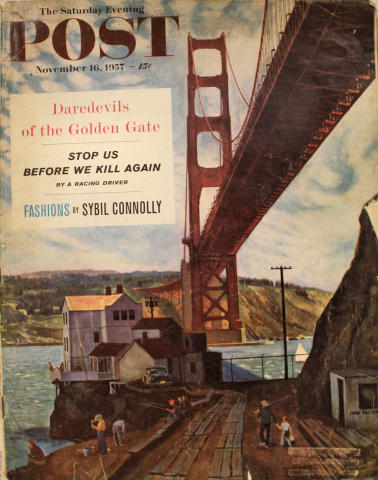 The Saturday Evening
POST
November 16, 1957 – 15¢
Daredevils
of the Golden Gate
STOP US
BEFORE WE KILL AGAIN
BY A RACING DRIVER
FASHIONS BY SYBIL CONNOLLY